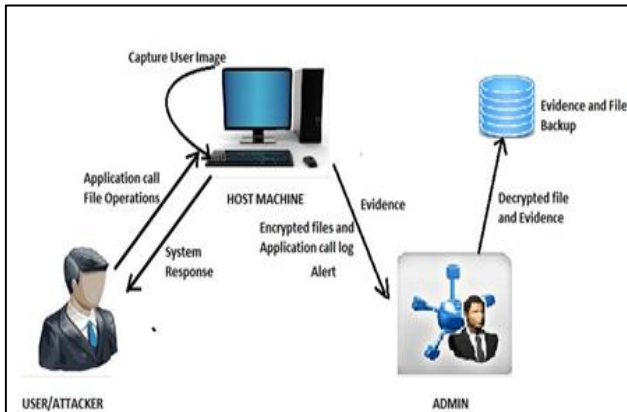 Capture User Image
Evidence and File
Backup
Application call
File Operations
HOST MACHINE
Evidence
Decrypted file
and Evidence
Encrypted files and
Application call log
System
Response
Alert
USER/ATTACKER
ADMIN